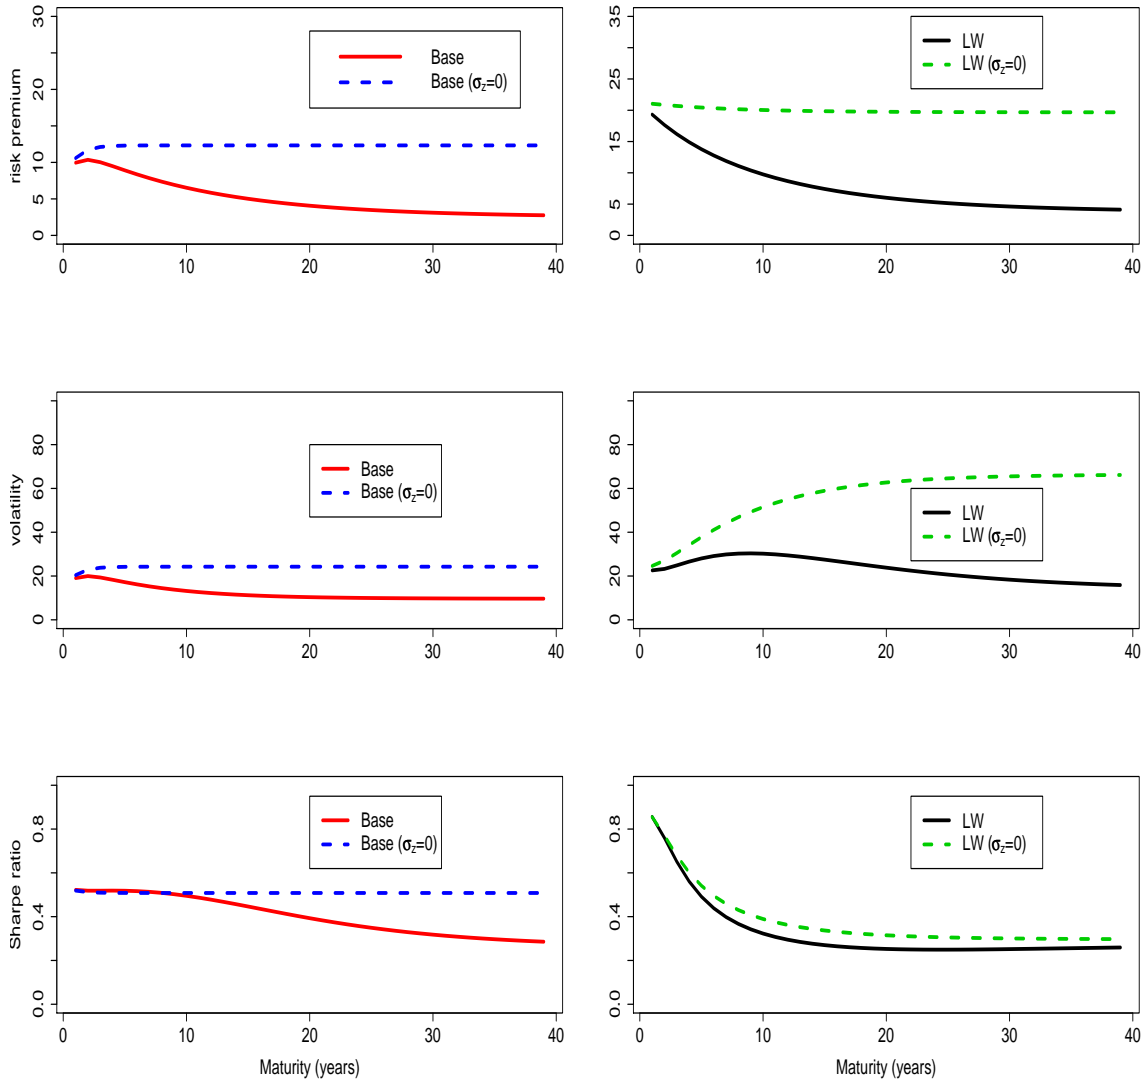 risk premium
0 5 10 20 30
Base
Base (σz=0)
0 10 20 30 40
0 5 15 25 35
LW
LW (σz=0)
0 10 20 30 40
volatility
0 20 40 60 80
Base
Base (σz=0)
0 10 20 30 40
0 20 40 60 80
LW
LW (σz=0)
0 10 20 30 40
Sharpe ratio
0.0 0.4 0.8
Base
Base (σz=0)
0 10 20 30 40
Maturity (years)
0.0 0.4 0.8
LW
LW (σz=0)
0 10 20 30 40
Maturity (years)